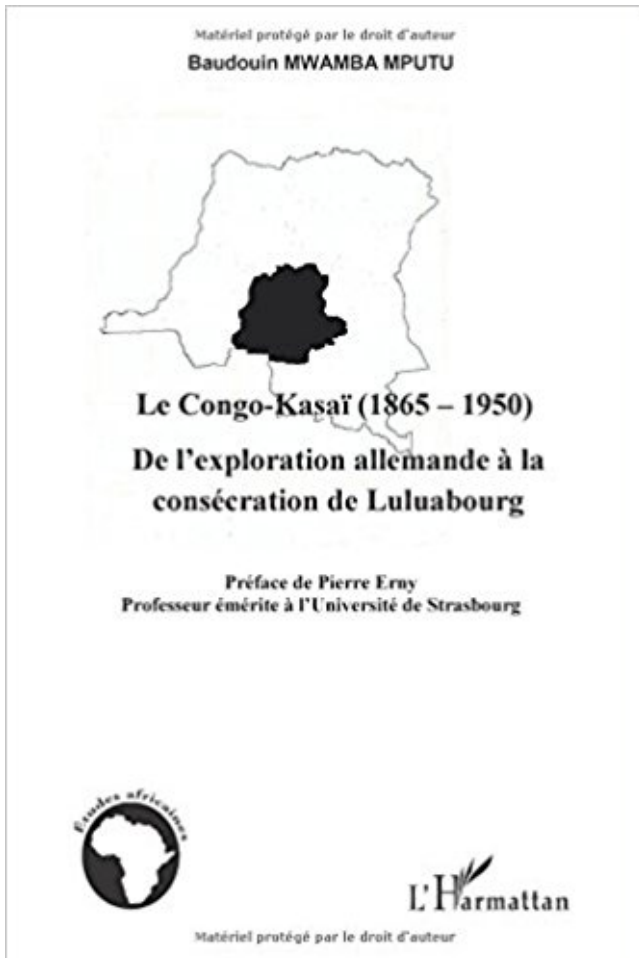 Matériel protégé par le droit d'auteur
Baudouin MWAMBA MPUTU
Le Congo-Kasaï (1865 – 1950)
De l'exploration allemande à la
consécration de Luluabourg
Préface de Pierre Erny
Professeur émérite à l'Université de Strasbourg
Études africaines
L'Harmattan
Matériel protégé par le droit d'auteur